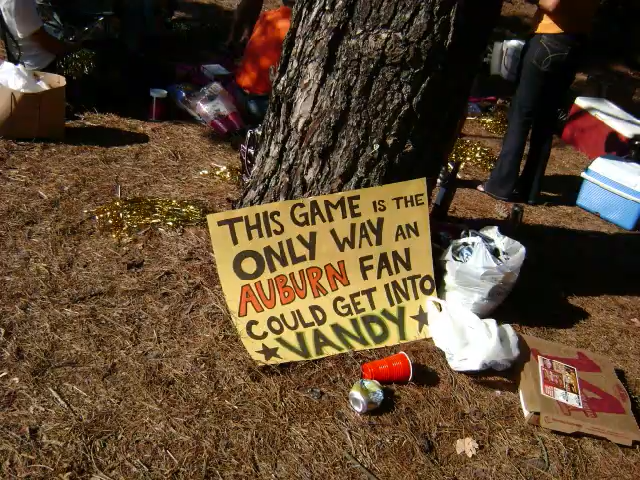 THIS GAME IS THE
ONLY WAY AN
AUBURN FAN
COULD GET INTO
VANDY